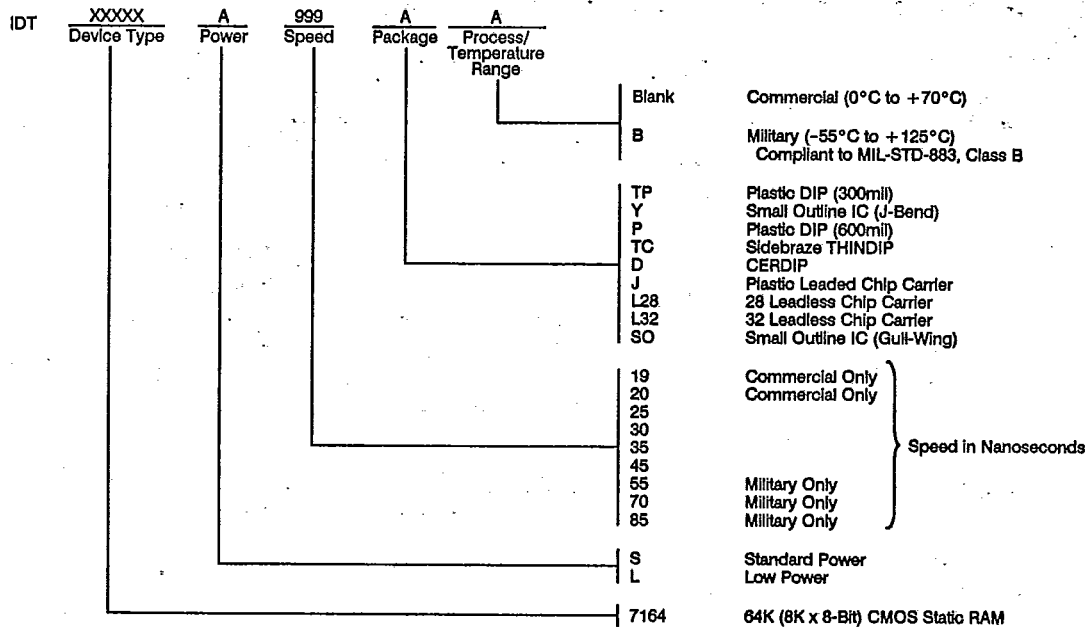 IDT XXXXX A 999 A A
Device Type Power Speed Package Process/
Temperature
Range
Blank Commercial (0°C to +70°C)
B Military (–55°C to +125°C)
Compliant to MIL-STD-883, Class B
TP Plastic DIP (300mil)
Y Small Outline IC (J-Bend)
P Plastic DIP (600mil)
TC Sidebraze THINDIP
D CERDIP
J Plastic Leaded Chip Carrier
L28 28 Leadless Chip Carrier
L32 32 Leadless Chip Carrier
SO Small Outline IC (Gull-Wing)
19 Commercial Only
20 Commercial Only
25
30
35 Speed in Nanoseconds
45
55 Military Only
70 Military Only
85 Military Only
S Standard Power
L Low Power
7164 64K (8K x 8-Bit) CMOS Static RAM